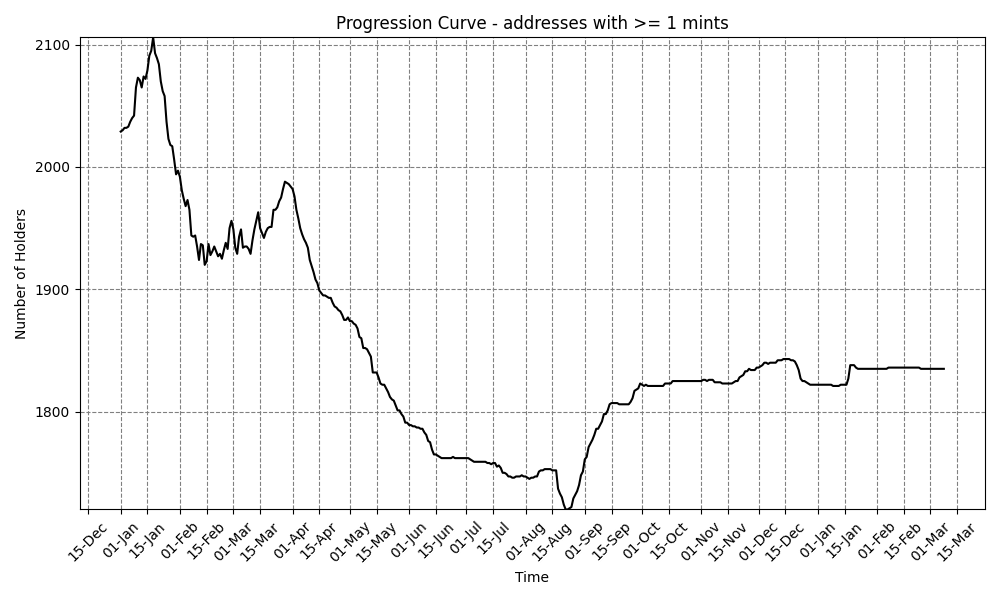 Progression Curve - addresses with >= 1 mints
2100
2000
1900
1800
Number of Holders
15-Dec
01-Jan
15-Jan
01-Feb
15-Feb
01-Mar
15-Mar
01-Apr
15-Apr
01-May
15-May
01-Jun
15-Jun
01-Jul
15-Jul
01-Aug
15-Aug
01-Sep
15-Sep
01-Oct
15-Oct
01-Nov
15-Nov
01-Dec
15-Dec
01-Jan
15-Jan
01-Feb
15-Feb
01-Mar
15-Mar
Time